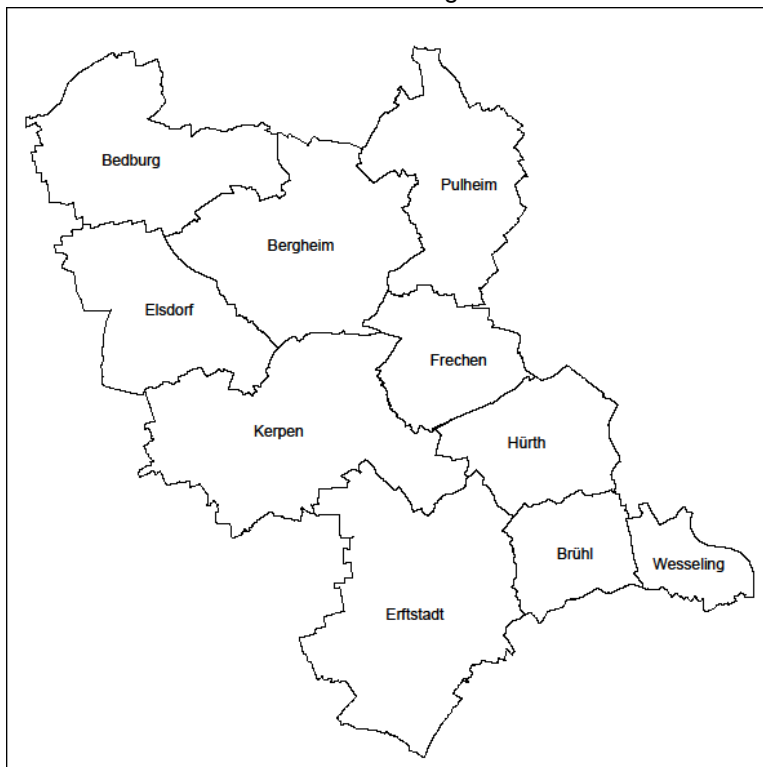 Bedburg
Pulheim
Bergheim
Elsdorf
Frechen
Kerpen
Hürth
Brühl
Wesseling
Erftstadt